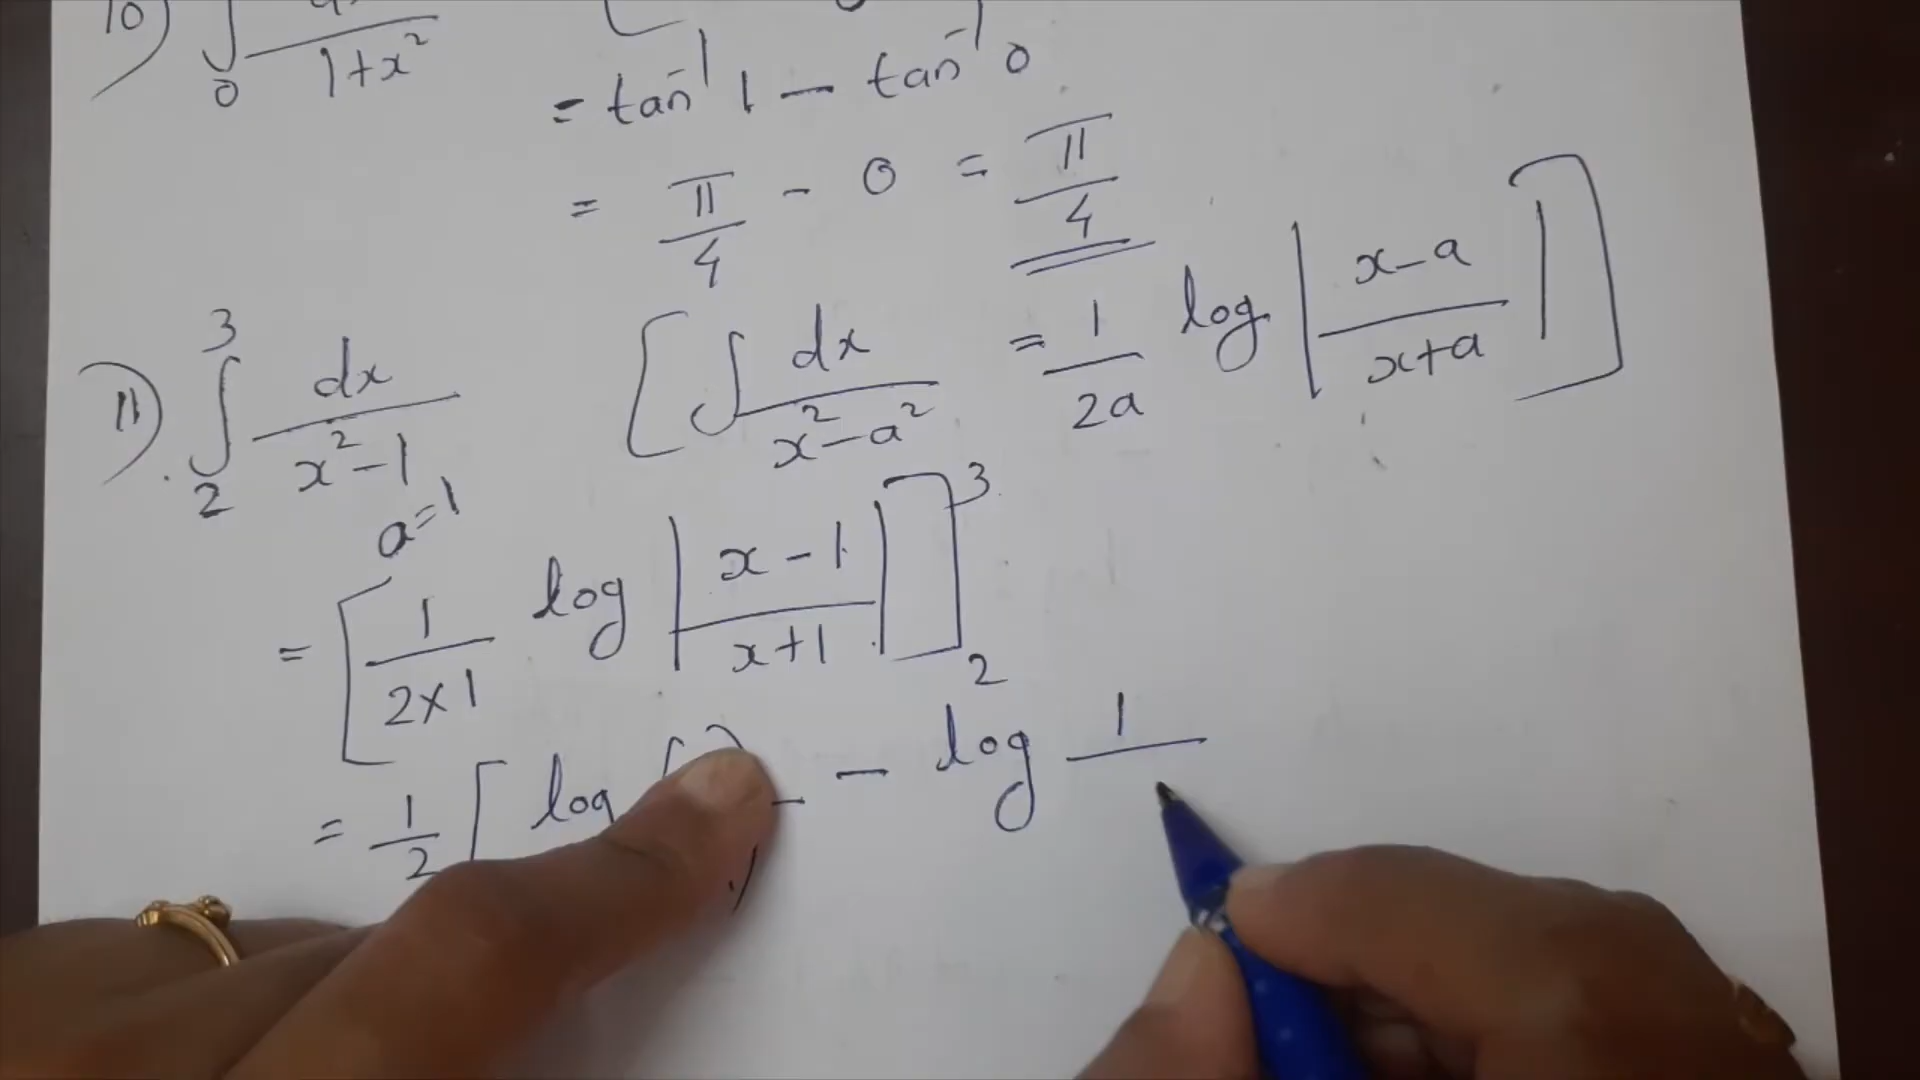 10) ∫₀ 1+x²
= tan⁻¹ 1 – tan⁻¹ 0
= π/4 - 0 = π/4
11) ∫₂³ dx/(x²-1) [∫ dx/(x²-a²) = 1/2a log |x-a/x+a|]
a=1
= [1/(2×1) log |x-1/x+1|]₂³
= 1/2 [log – log 1/